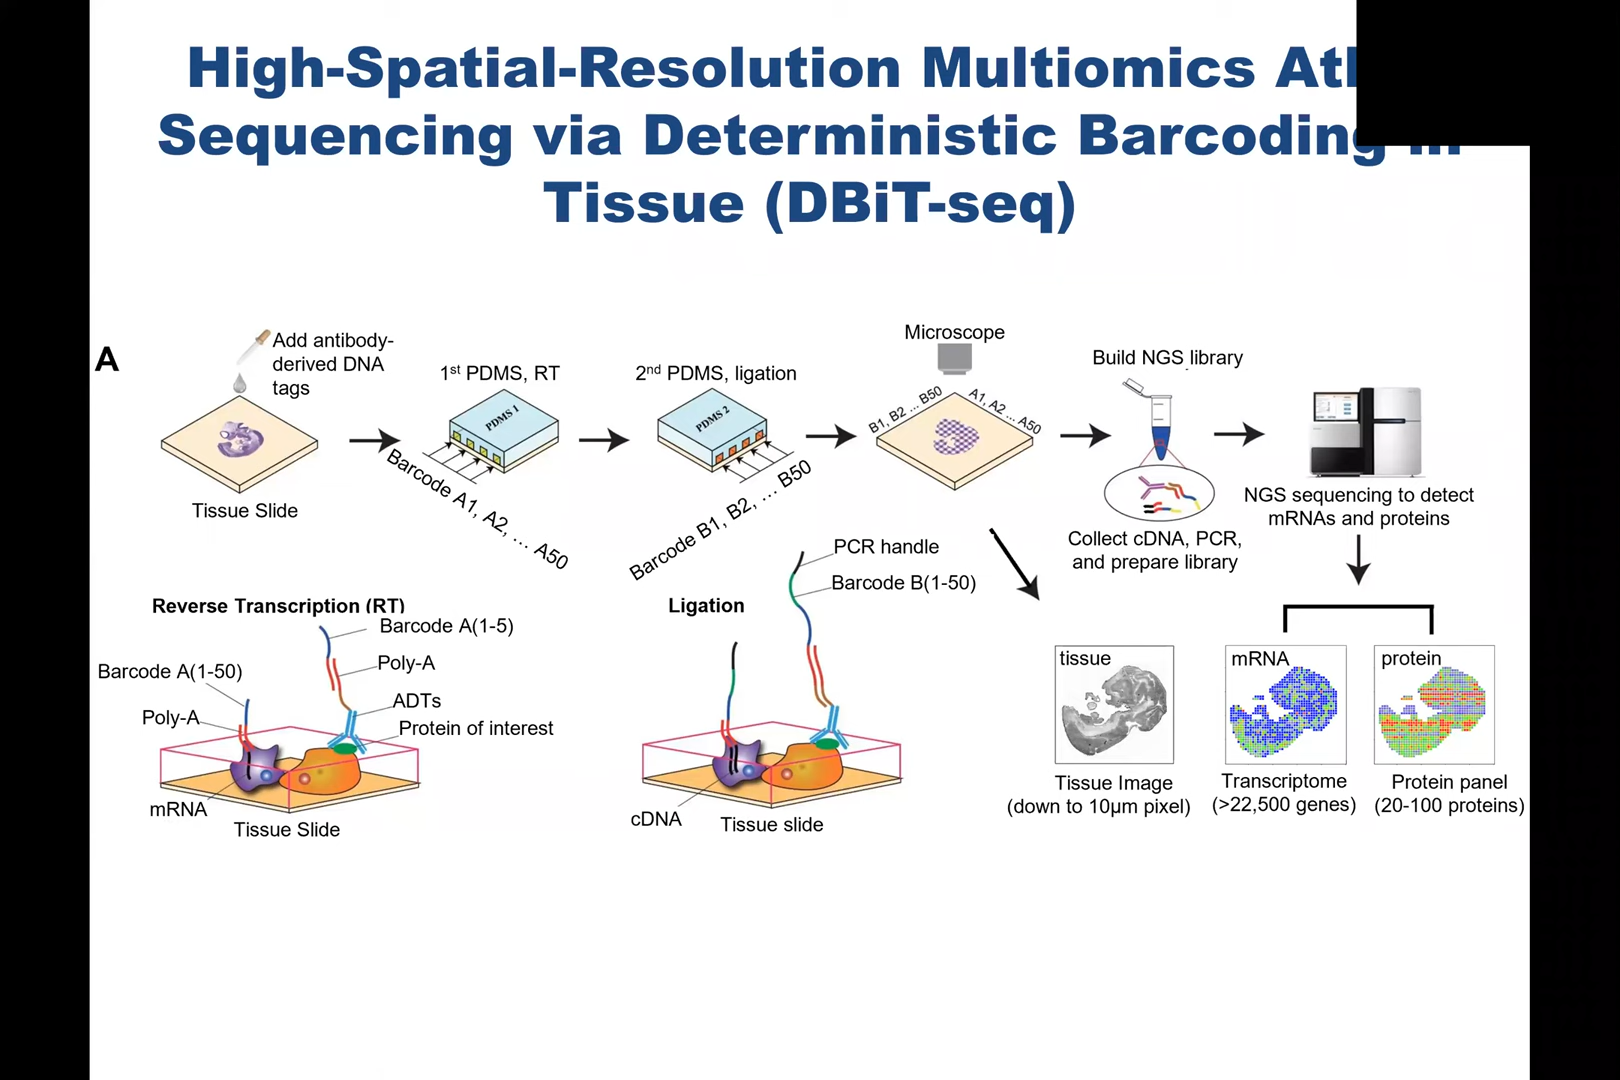 High-Spatial-Resolution Multiomics
Sequencing via Deterministic Barcoding
Tissue (DBiT-seq)
A
Add antibody-
derived DNA
tags
Tissue Slide
1st PDMS, RT
PDMS 1
Barcode A1, A2, ... A50
2nd PDMS, ligation
PDMS 2
Barcode B1, B2, ... B50
Microscope
B1, B2 ... B50
A1, A2 ... A50
Build NGS library
Collect cDNA, PCR,
and prepare library
NGS sequencing to detect
mRNAs and proteins
Reverse Transcription (RT)
Barcode A(1-5)
Barcode A(1-50)
Poly-A
Poly-A
ADTs
Protein of interest
mRNA
Tissue Slide
Ligation
PCR handle
Barcode B(1-50)
cDNA
Tissue slide
tissue
Tissue Image
(down to 10µm pixel)
mRNA
Transcriptome
(>22,500 genes)
protein
Protein panel
(20-100 proteins)